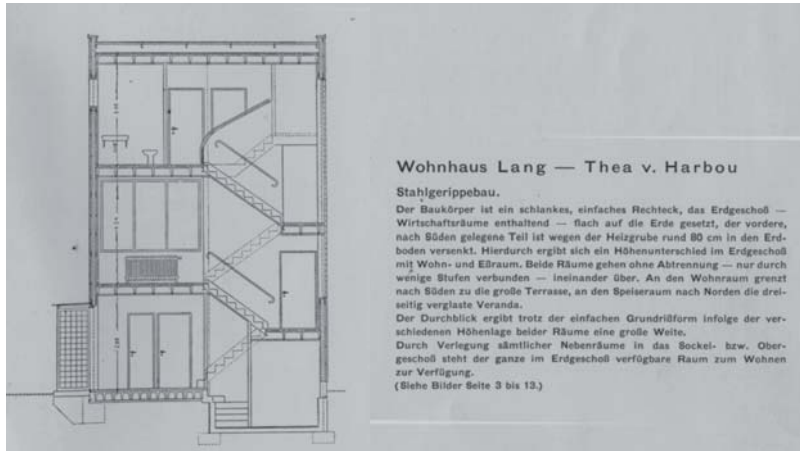 Wohnhaus Lang — Thea v. Harbou
Stahlgerippebau.
Der Baukörper ist ein schlankes, einfaches Rechteck, das Erdgeschoß —
Wirtschaftsräume enthaltend — flach auf die Erde gesetzt, der vordere,
nach Süden gelegene Teil ist wegen der Heizgrube rund 80 cm in den Erd-
boden versenkt. Hierdurch ergibt sich ein Höhenunterschied im Erdgeschoß
mit Wohn- und Eßraum. Beide Räume gehen ohne Abtrennung — nur durch
wenige Stufen verbunden — ineinander über. An den Wohnraum grenzt
nach Süden zu die große Terrasse, an den Speiseraum nach Norden die drei-
seitig verglaste Veranda.
Der Durchblick ergibt trotz der einfachen Grundrißform infolge der ver-
schiedenen Höhenlage beider Räume eine große Weite.
Durch Verlegung sämtlicher Nebenräume in das Sockel- bzw. Ober-
geschoß steht der ganze im Erdgeschoß verfügbare Raum zum Wohnen
zur Verfügung.
(Siehe Bilder Seite 3 bis 13.)